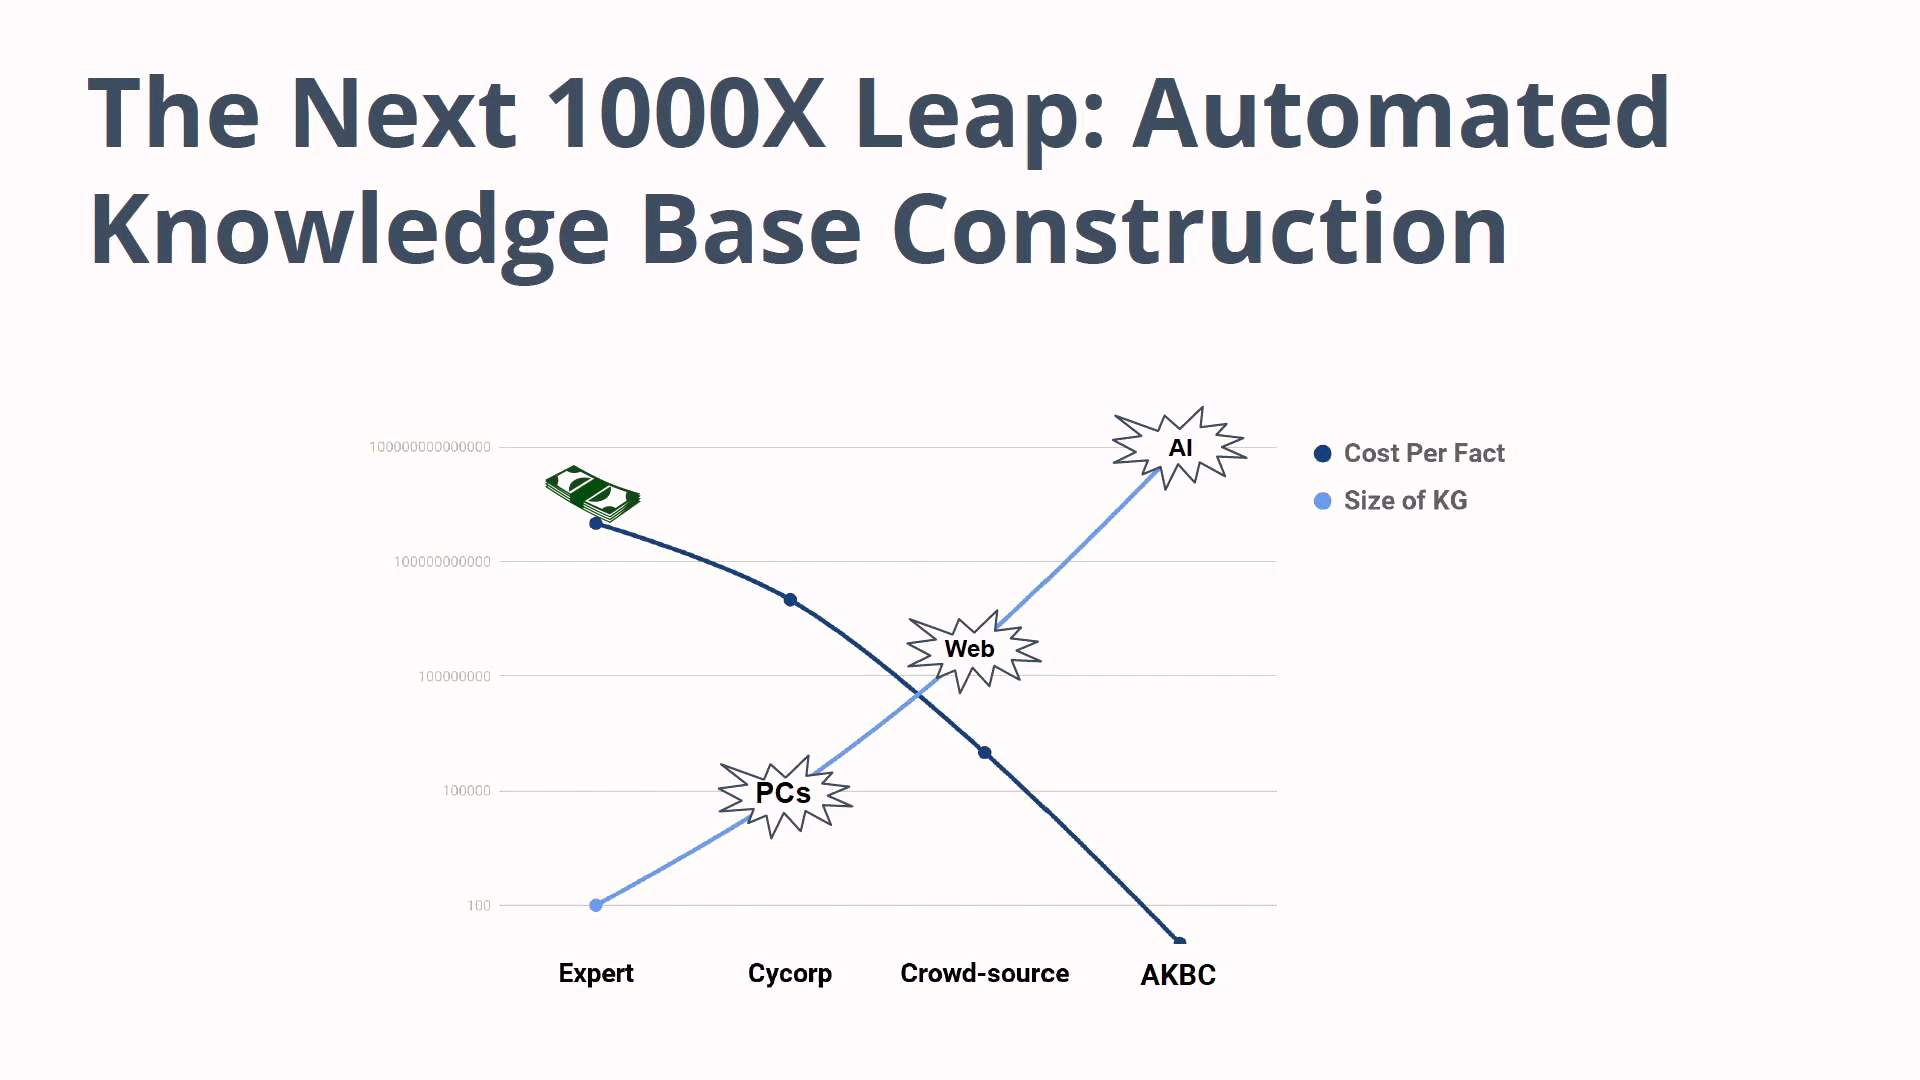 The Next 1000X Leap: Automated
Knowledge Base Construction
100000000000000
100000000000
100000000
100000
100
AI
Web
PCs
Cost Per Fact
Size of KG
Expert
Cycorp
Crowd-source
AKBC